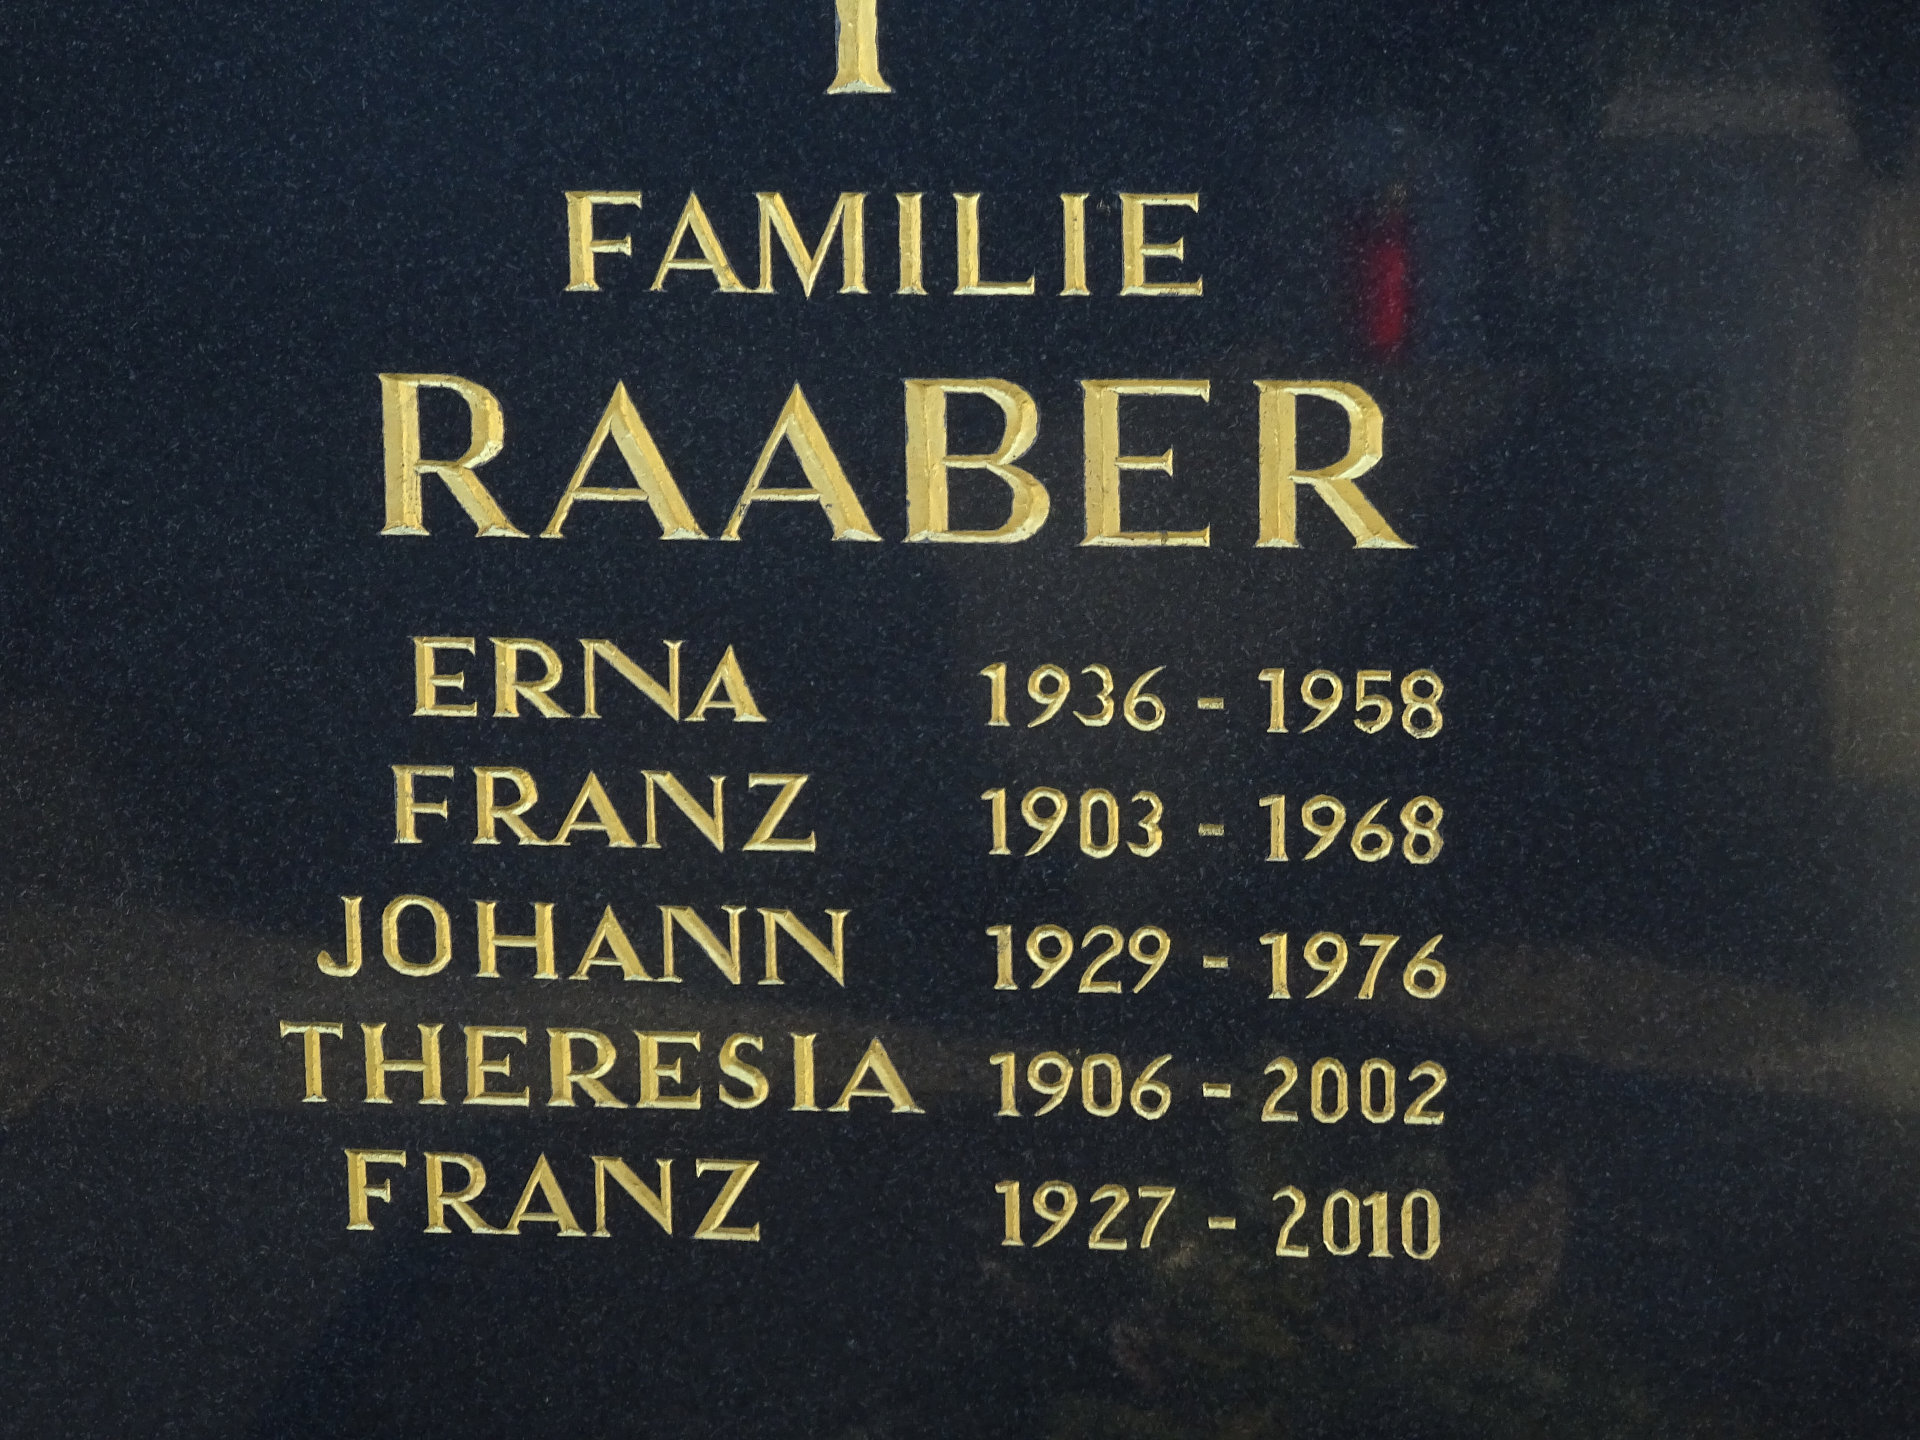 FAMILIE
RAABER
ERNA 1936 - 1958
FRANZ 1903 - 1968
JOHANN 1929 - 1976
THERESIA 1906 - 2002
FRANZ 1927 - 2010